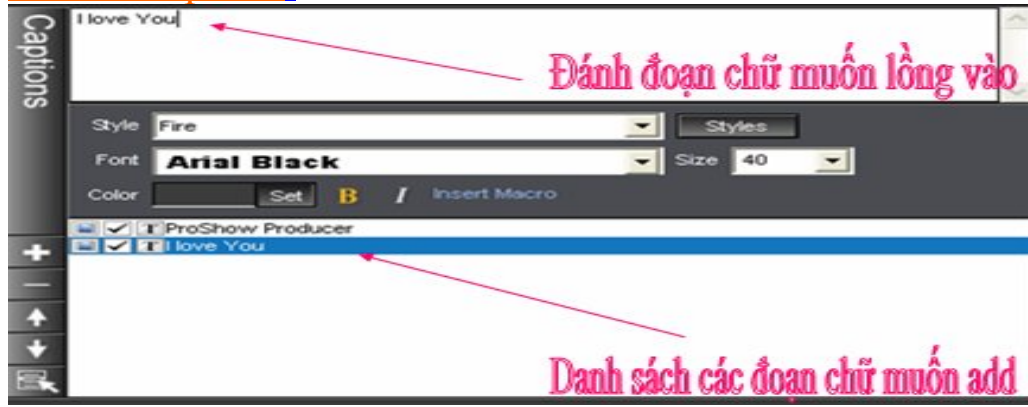 I love You
Captions
Đánh đoạn chữ muốn lồng vào
Style Fire Styles
Font Arial Black Size 40
Color Set B I Insert Macro
T ProShow Producer
T I love You
Danh sách các đoạn chữ muốn add